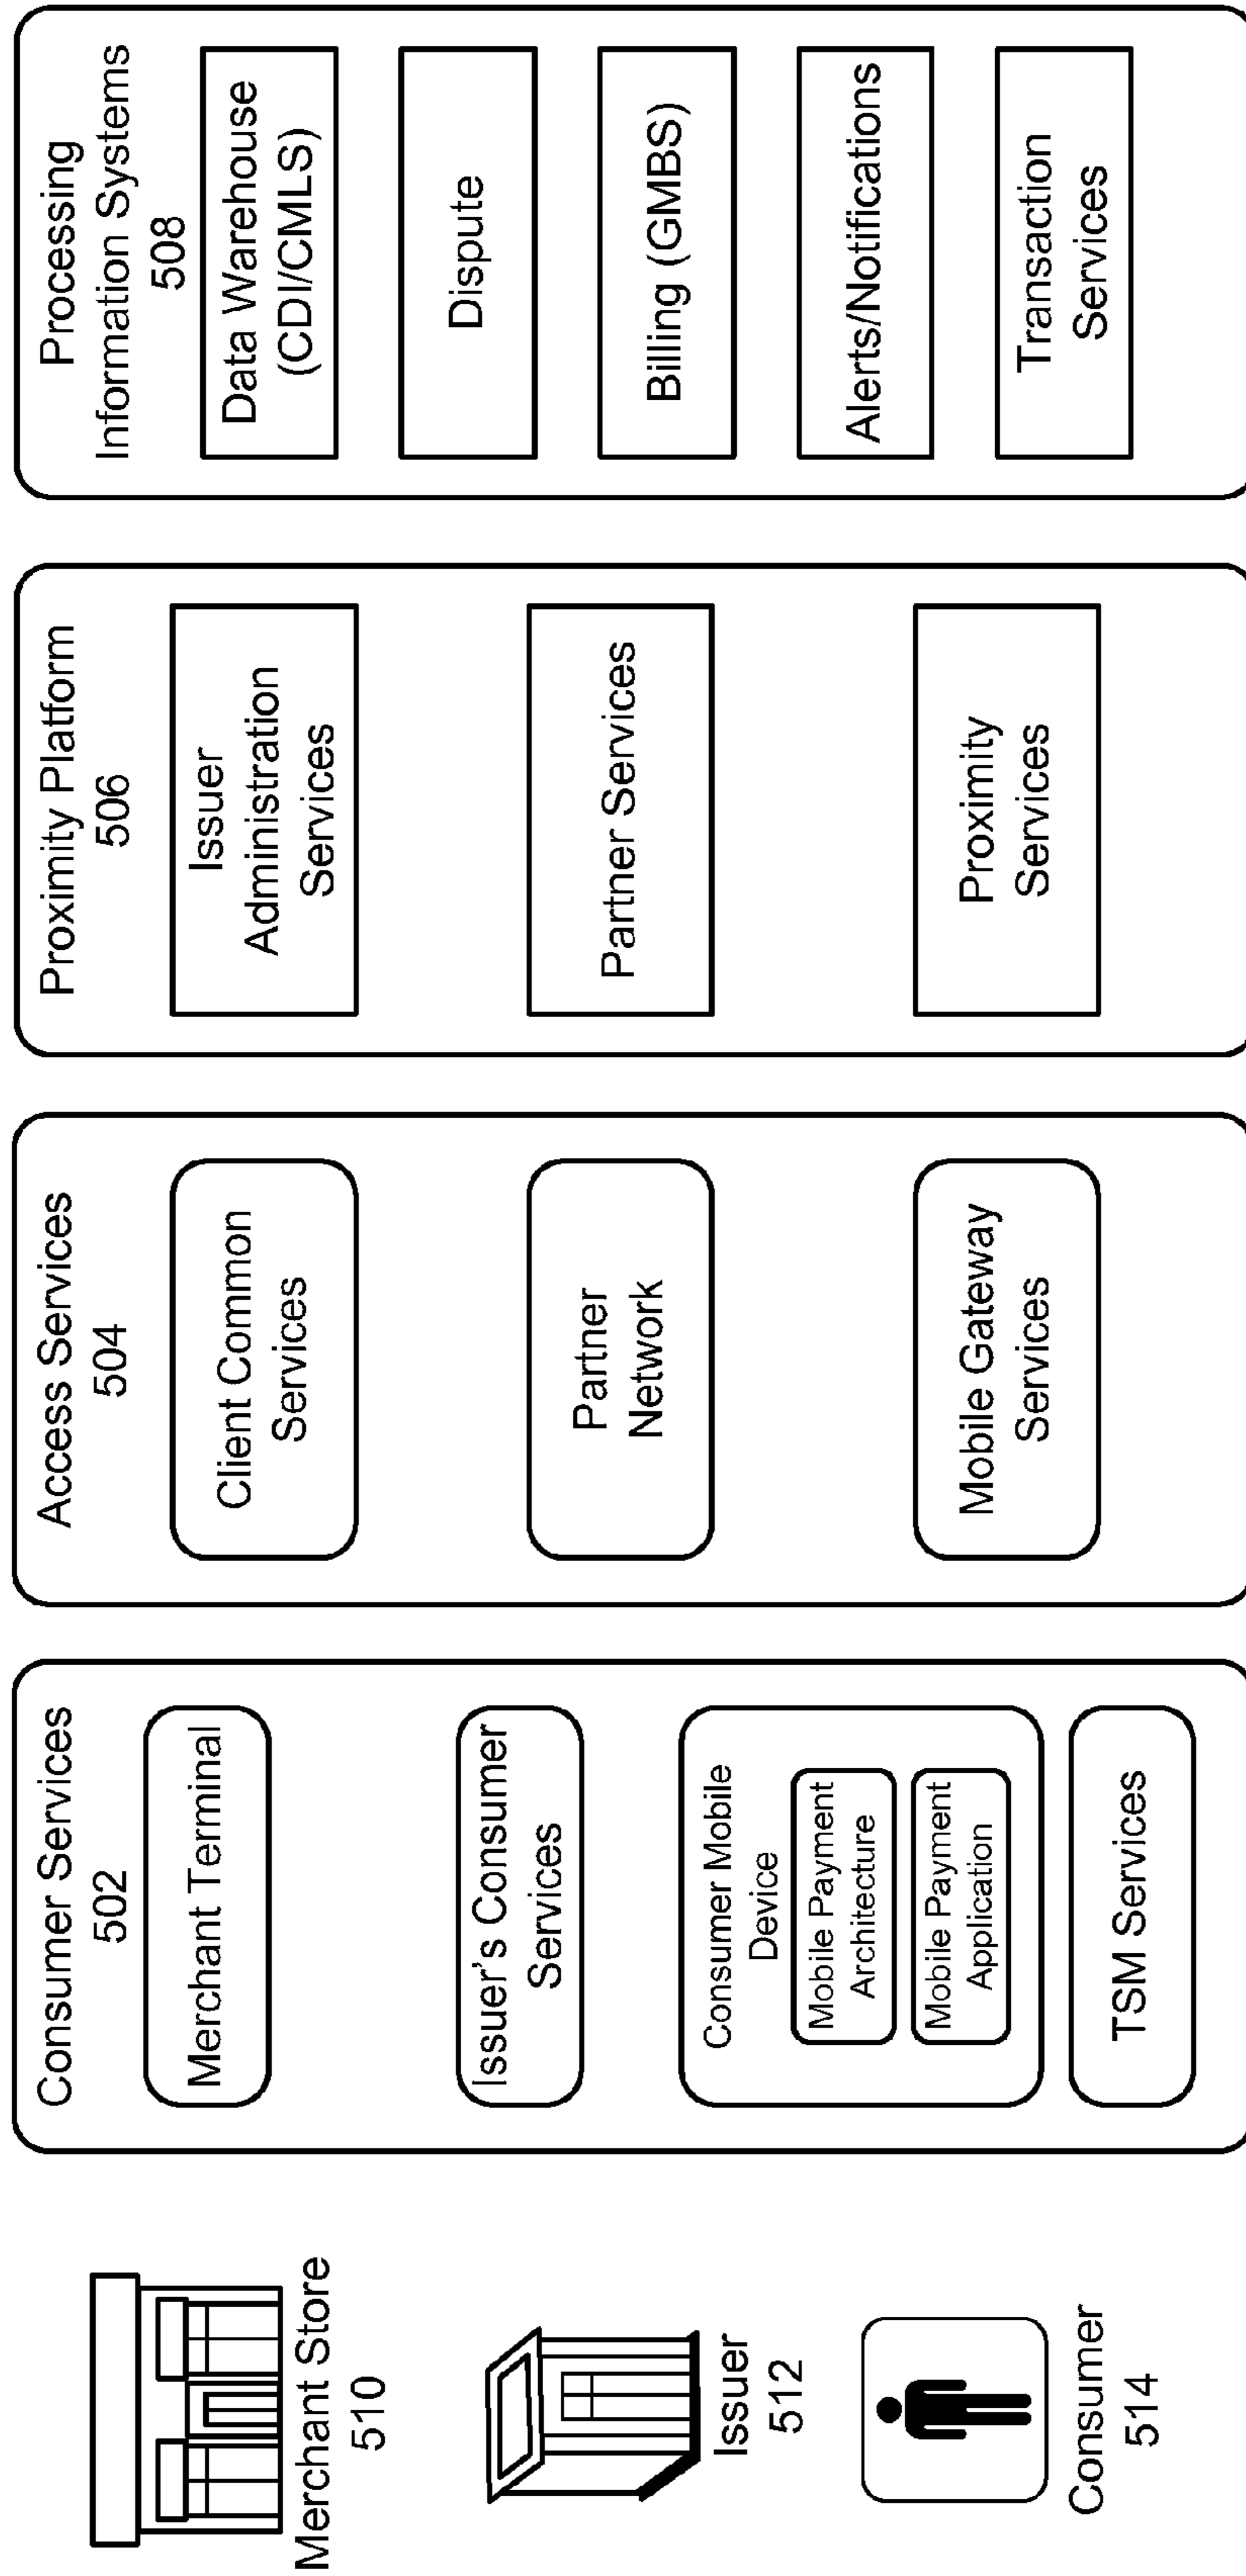 Merchant Store
510
Issuer
512
Consumer
514
Consumer Services
502
Merchant Terminal
Issuer's Consumer
Services
Consumer Mobile
Device
Mobile Payment
Architecture
Mobile Payment
Application
TSM Services
Access Services
504
Client Common
Services
Partner
Network
Mobile Gateway
Services
Proximity Platform
506
Issuer
Administration
Services
Partner Services
Proximity
Services
Processing
Information Systems
508
Data Warehouse
(CDI/CMLS)
Dispute
Billing (GMBS)
Alerts/Notifications
Transaction
Services